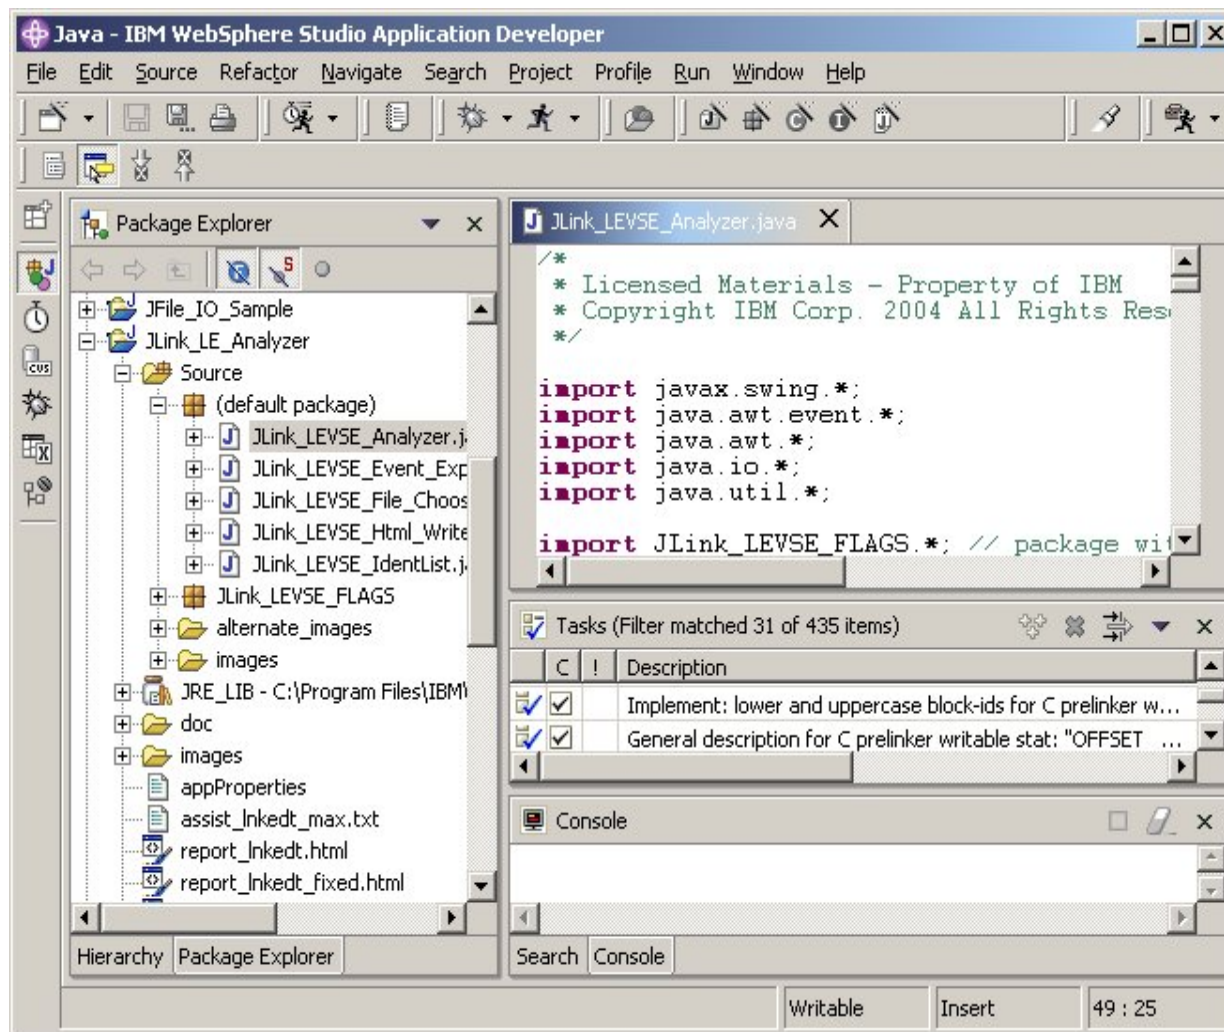 Java - IBM WebSphere Studio Application Developer
File Edit Source Refactor Navigate Search Project Profile Run Window Help
Package Explorer
JFile_IO_Sample
JLink_LE_Analyzer
Source
(default package)
JLink_LEVSE_Analyzer.j
JLink_LEVSE_Event_Exp
JLink_LEVSE_File_Choos
JLink_LEVSE_Html_Write
JLink_LEVSE_IdentList.j
JLink_LEVSE_FLAGS
alternate_images
images
JRE_LIB - C:\Program Files\IBM\
doc
images
appProperties
assist_lnkedt_max.txt
report_lnkedt.html
report_lnkedt_fixed.html
Hierarchy Package Explorer
JLink_LEVSE_Analyzer.java
/*
* Licensed Materials - Property of IBM
* Copyright IBM Corp. 2004 All Rights Res
*/
import javax.swing.*;
import java.awt.event.*;
import java.awt.*;
import java.io.*;
import java.util.*;
import JLink_LEVSE_FLAGS.*; // package wi
Tasks (Filter matched 31 of 435 items)
C ! Description
Implement: lower and uppercase block-ids for C prelinker w...
General description for C prelinker writable stat: "OFFSET ...
Console
Search Console
Writable Insert 49 : 25